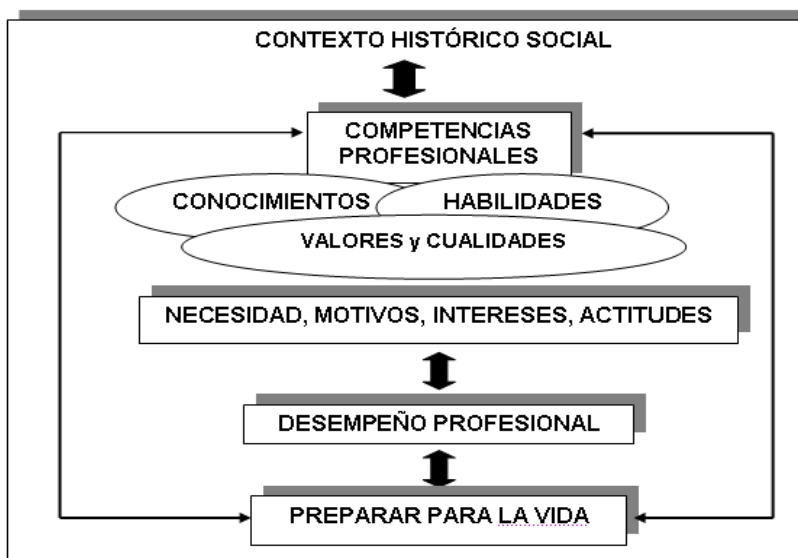 CONTEXTO HISTÓRICO SOCIAL
COMPETENCIAS
PROFESIONALES
CONOCIMIENTOS
HABILIDADES
VALORES y CUALIDADES
NECESIDAD, MOTIVOS, INTERESES, ACTITUDES
DESEMPEÑO PROFESIONAL
PREPARAR PARA LA VIDA